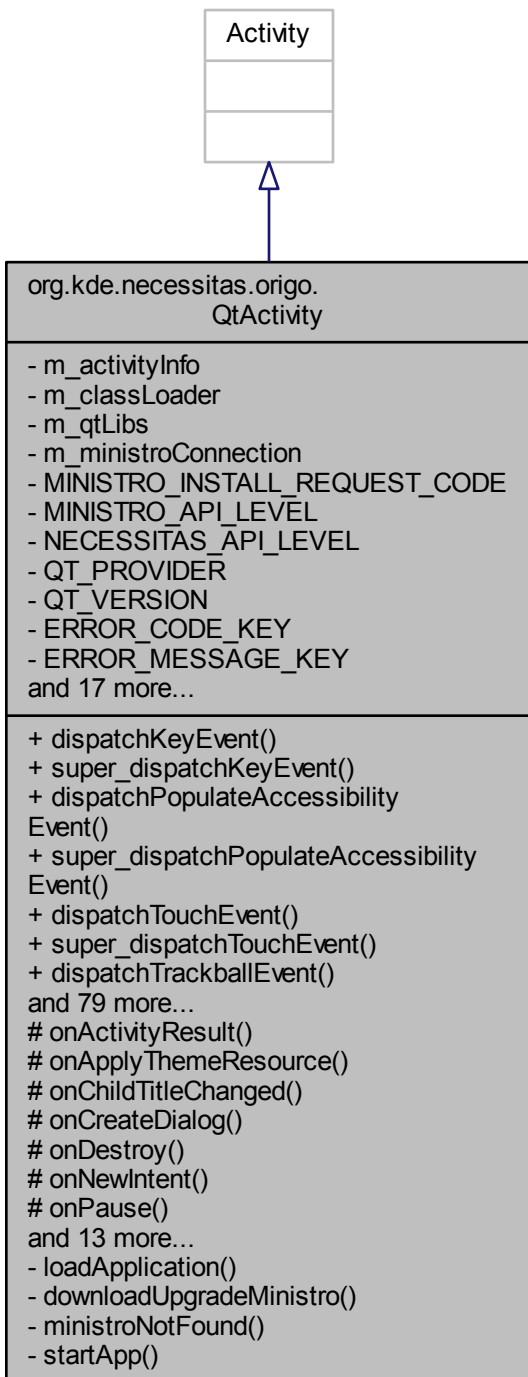 Activity
org.kde.necessitas.origo.
QtActivity
- m_activityInfo
- m_classLoader
- m_qtLibs
- m_ministroConnection
- MINISTRO_INSTALL_REQUEST_CODE
- MINISTRO_API_LEVEL
- NECESSITAS_API_LEVEL
- QT_PROVIDER
- QT_VERSION
- ERROR_CODE_KEY
- ERROR_MESSAGE_KEY
and 17 more...
+ dispatchKeyEvent()
+ super_dispatchKeyEvent()
+ dispatchPopulateAccessibility
Event()
+ super_dispatchPopulateAccessibility
Event()
+ dispatchTouchEvent()
+ super_dispatchTouchEvent()
+ dispatchTrackballEvent()
and 79 more...
# onActivityResult()
# onApplyThemeResource()
# onChildTitleChanged()
# onCreateDialog()
# onDestroy()
# onNewIntent()
# onPause()
and 13 more...
- loadApplication()
- downloadUpgradeMinistro()
- ministroNotFound()
- startApp()